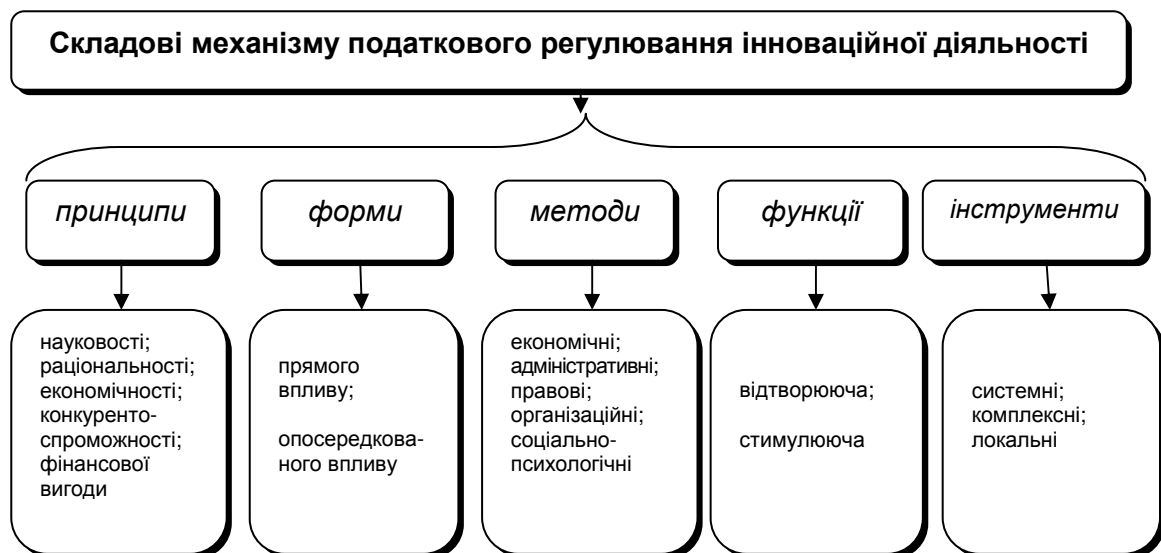 Складові механізму податкового регулювання інноваційної діяльності
принципи
форми
методи
функції
інструменти
науковості;
раціональності;
економічності;
конкуренто-
спроможності;
фінансової
вигоди
прямого
впливу;
опосередкова-
ного впливу
економічні;
адміністративні;
правові;
організаційні;
соціально-
психологічні
відтворююча;
стимулююча
системні;
комплексні;
локальні